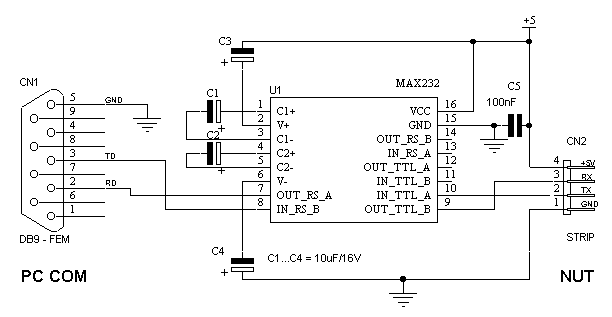 +5
C3
+
CN1
U1
MAX232
C5
100nF
C1
+
C2
+
5
9
4
8
3
7
2
6
1
GND
TD
RD
1 C1+
2 V+
3 C1-
4 C2+
5 C2-
6 V-
7 OUT_RS_A
8 IN_RS_B
VCC 16
GND 15
OUT_RS_B 14
IN_RS_A 13
OUT_TTL_A 12
IN_TTL_B 11
IN_TTL_A 10
OUT_TTL_B 9
CN2
4 +5V
3 RX
2 TX
1 GND
DB9 - FEM
STRIP
C4
+
C1...C4 = 10uF/16V
PC COM
NUT